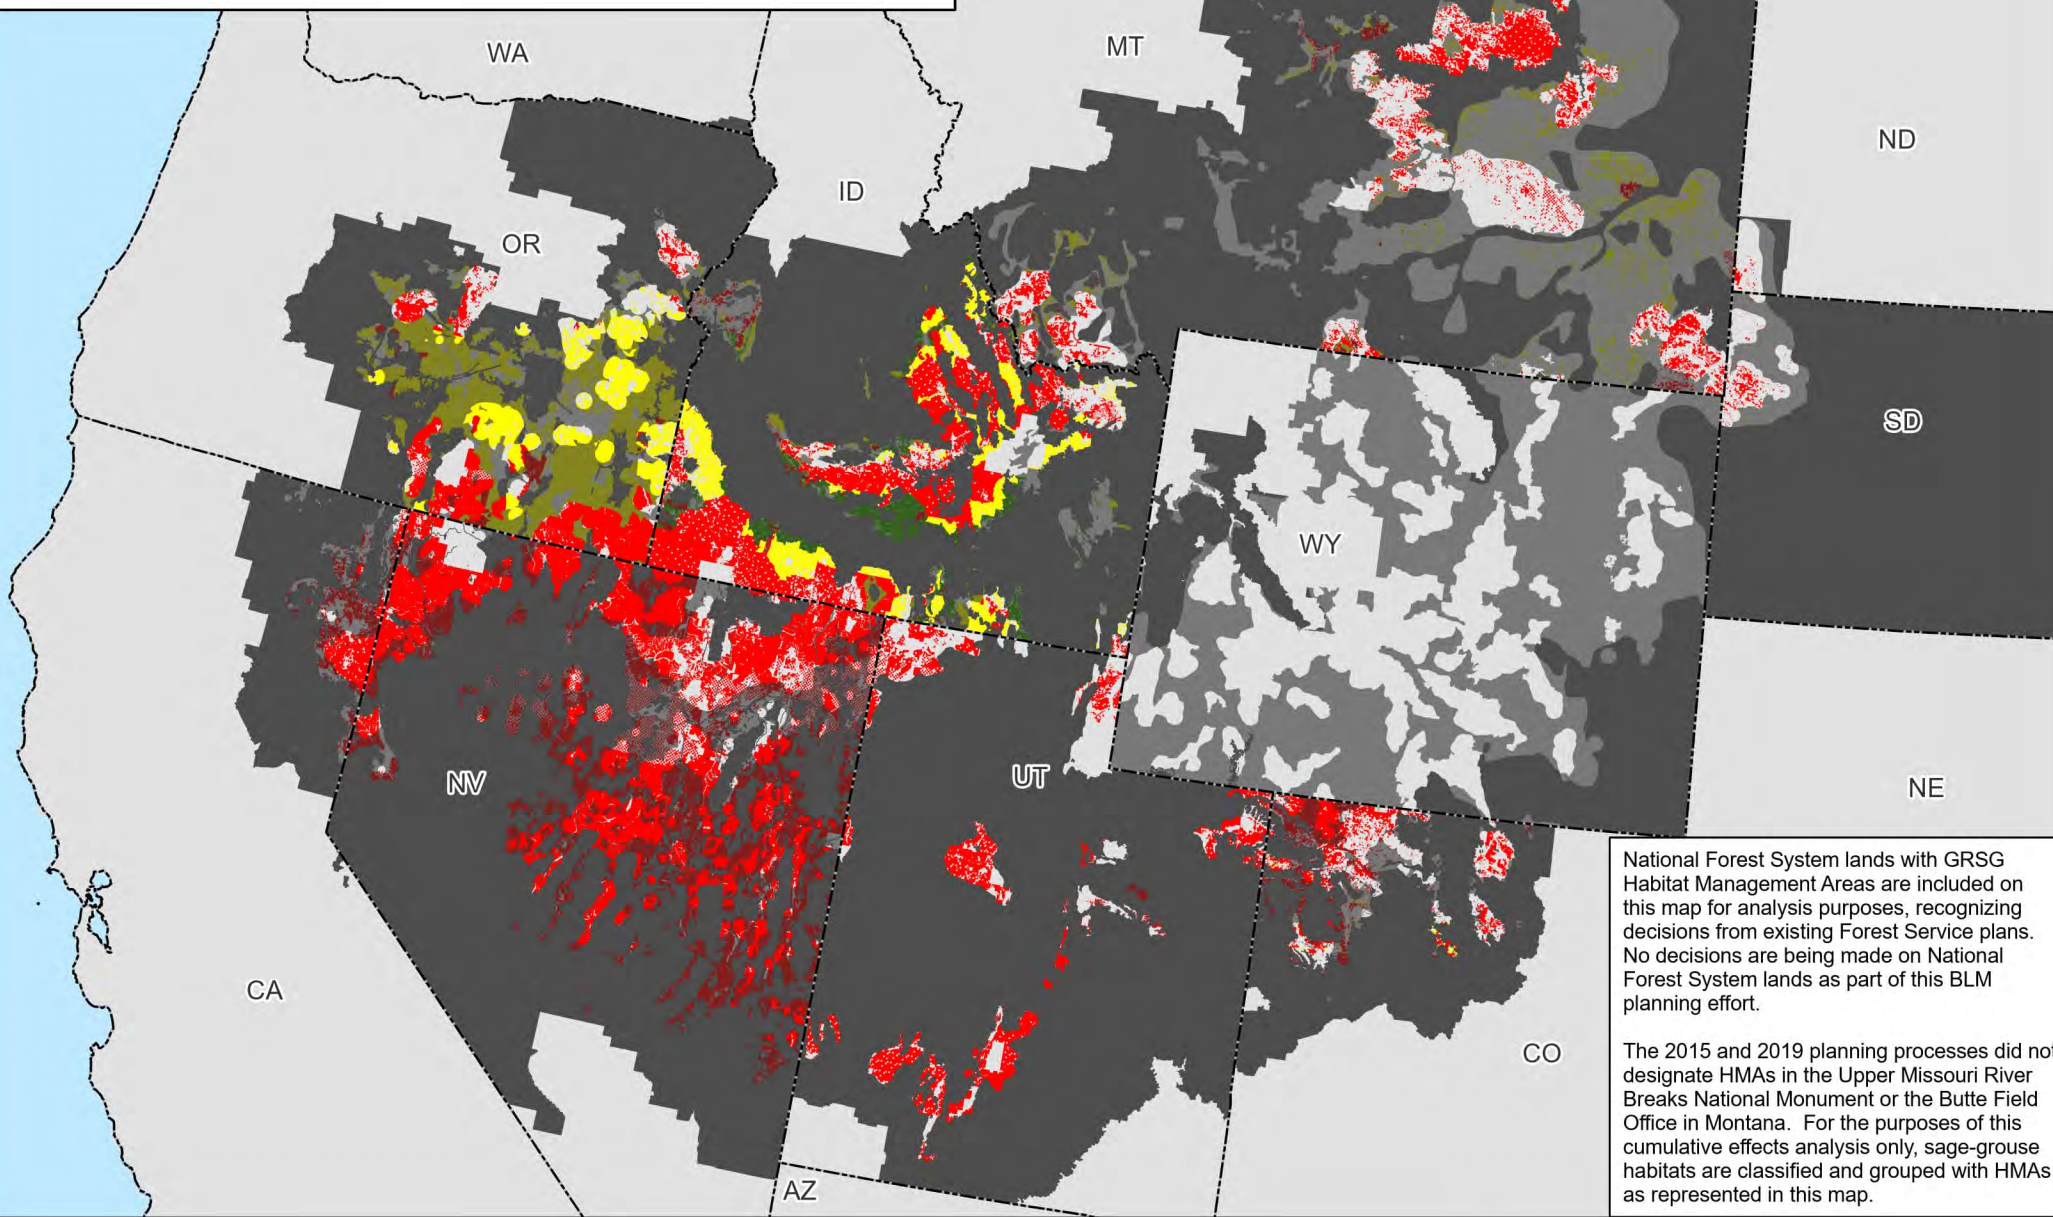 WA
MT
ND
ID
OR
SD
WY
NV
UT
NE
CA
CO
AZ
National Forest System lands with GRSG
Habitat Management Areas are included on
this map for analysis purposes, recognizing
decisions from existing Forest Service plans.
No decisions are being made on National
Forest System lands as part of this BLM
planning effort.
The 2015 and 2019 planning processes did not
designate HMAs in the Upper Missouri River
Breaks National Monument or the Butte Field
Office in Montana.  For the purposes of this
cumulative effects analysis only, sage-grouse
habitats are classified and grouped with HMAs
as represented in this map.